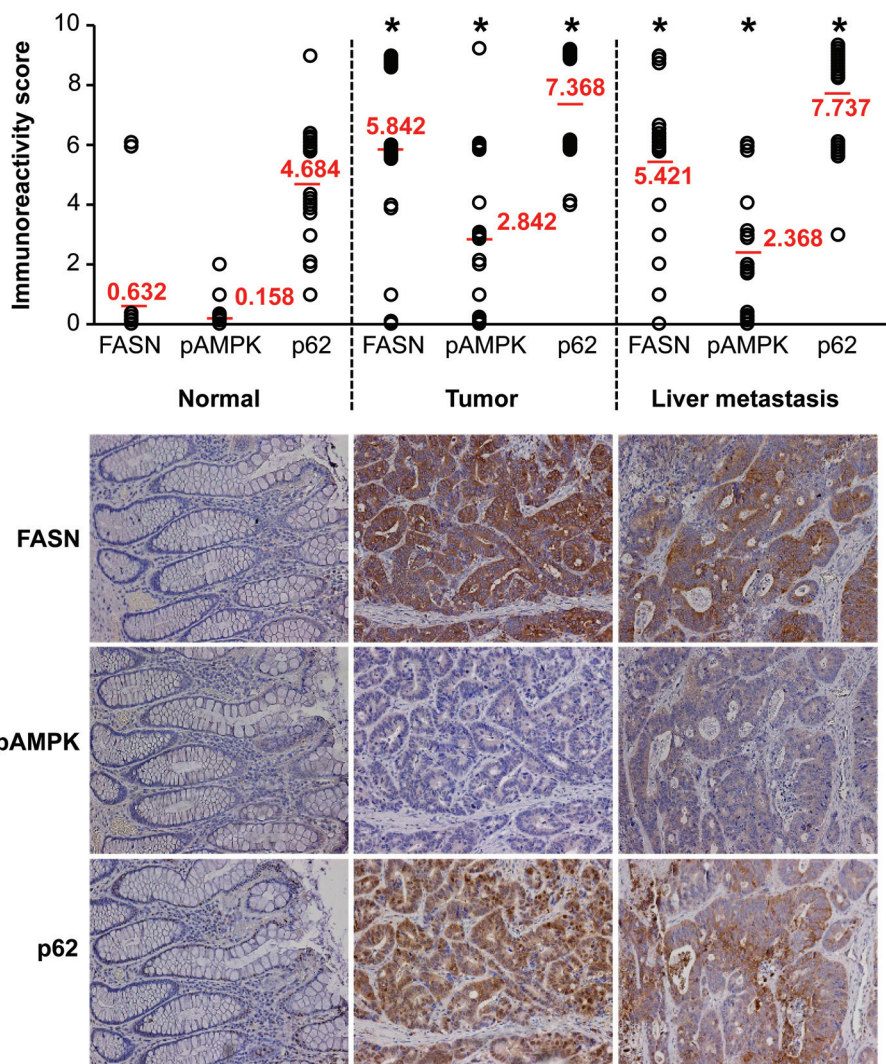 10
8
6
4
2
0
Immunoreactivity score
* * * * * *
0.632
0.158
4.684
5.842
2.842
7.368
5.421
2.368
7.737
FASN pAMPK p62 FASN pAMPK p62 FASN pAMPK p62
Normal Tumor Liver metastasis
FASN
pAMPK
p62